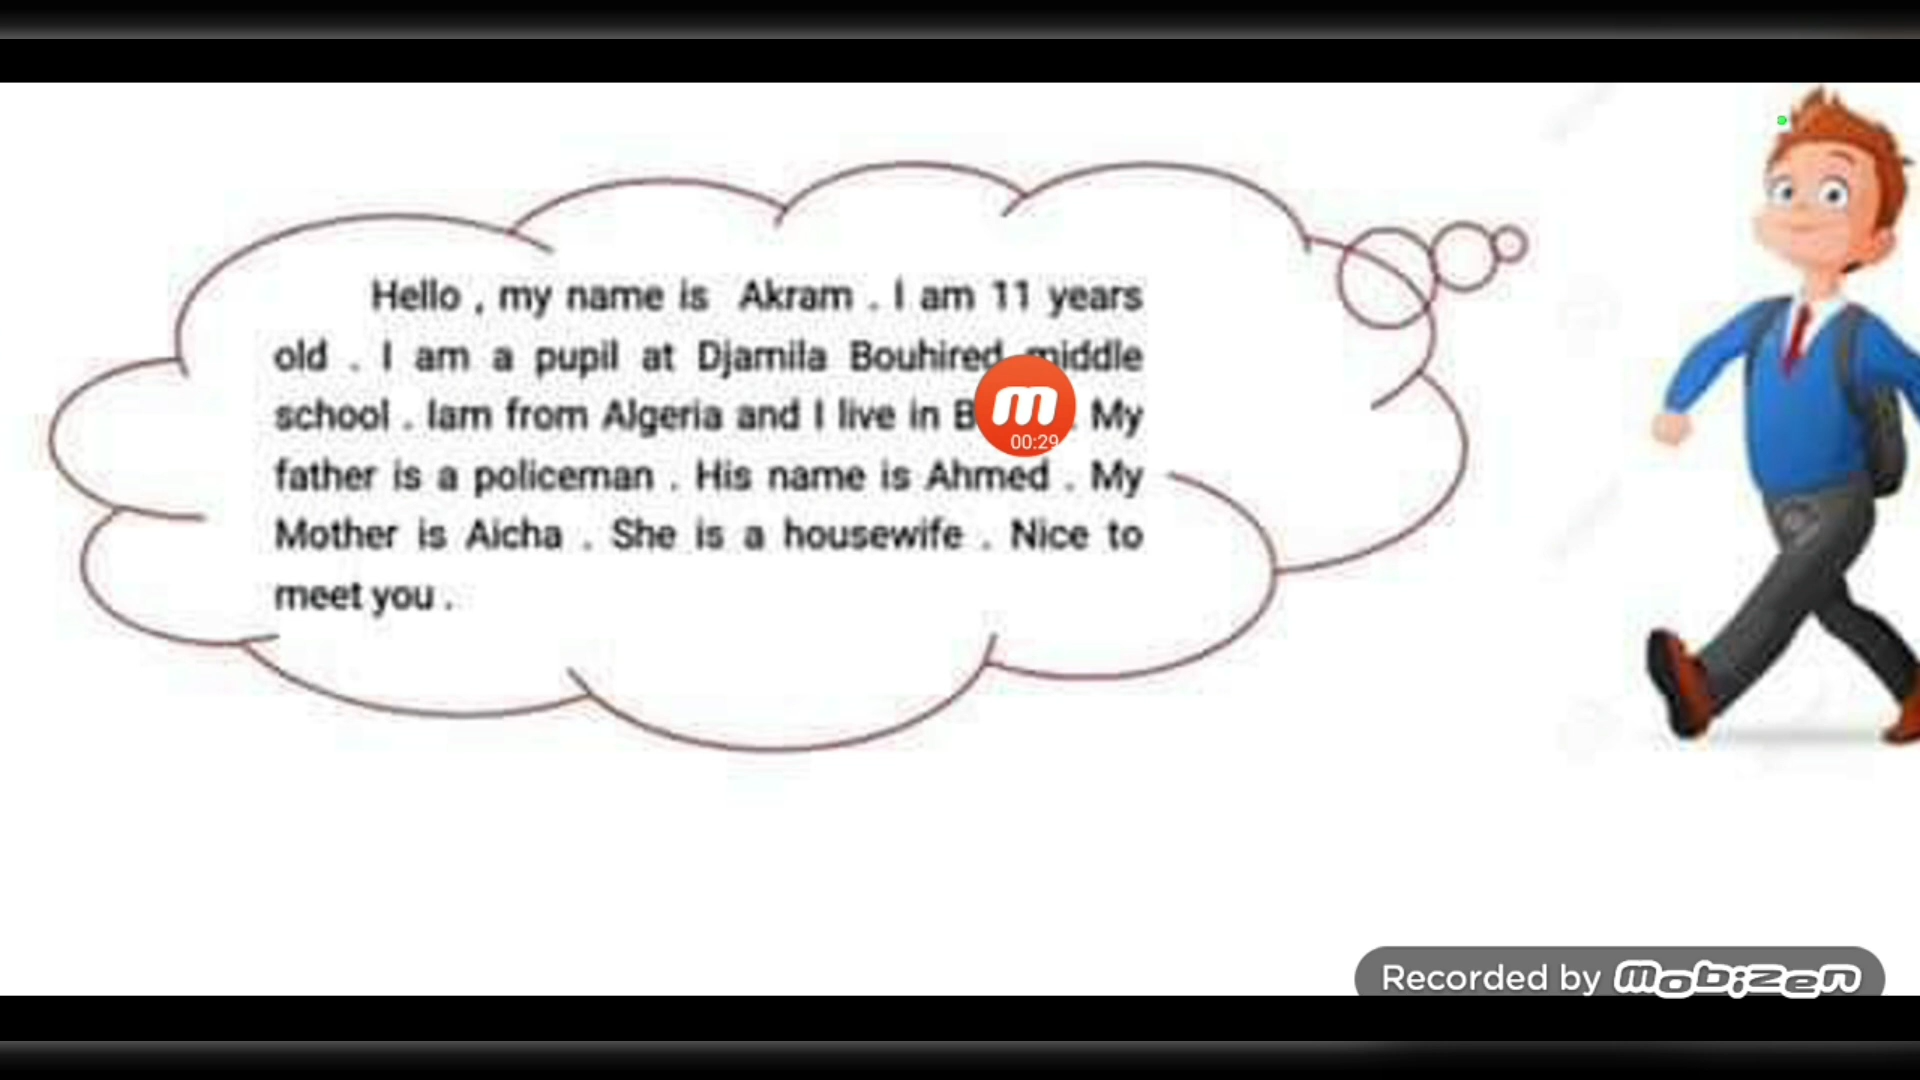 Hello , my name is Akram . I am 11 years
old . I am a pupil at Djamila Bouhired middle
school . Iam from Algeria and I live in My
father is a policeman . His name is Ahmed . My
Mother is Aicha . She is a housewife . Nice to
meet you .
m
00:29
Recorded by mobizen